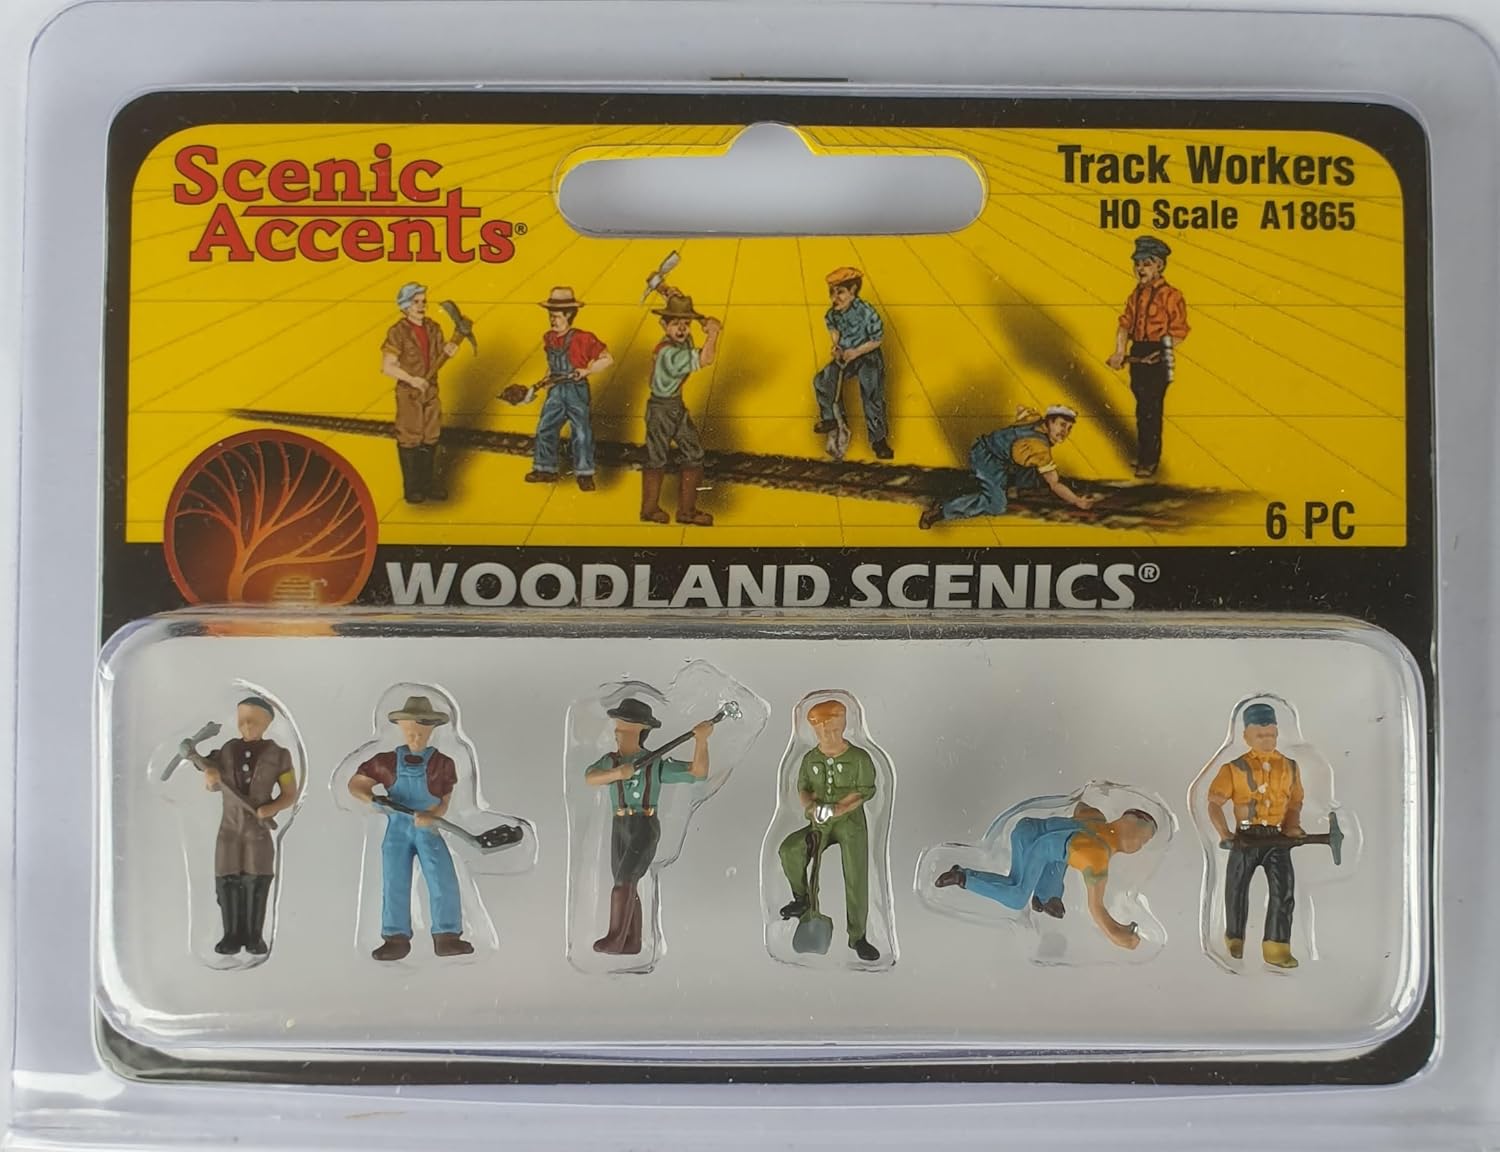 Scenic
Accents®
Track Workers
HO Scale A1865
6 PC
WOODLAND SCENICS®